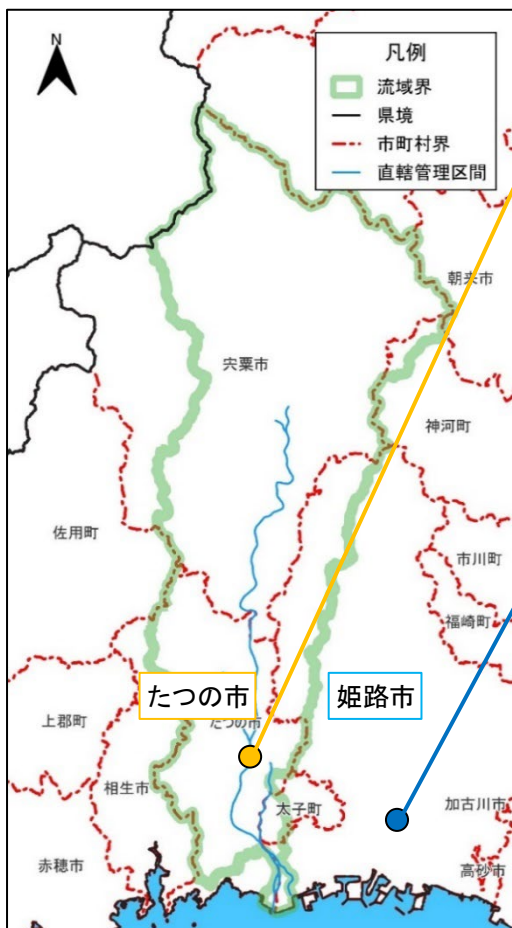 N
凡例
流域界
県境
市町村界
直轄管理区間
朝来市
宍粟市
神河町
佐用町
市川町
福崎町
たつの市
姫路市
上郡町
たつの市
相生市
太子町
加古川市
赤穂市
高砂市